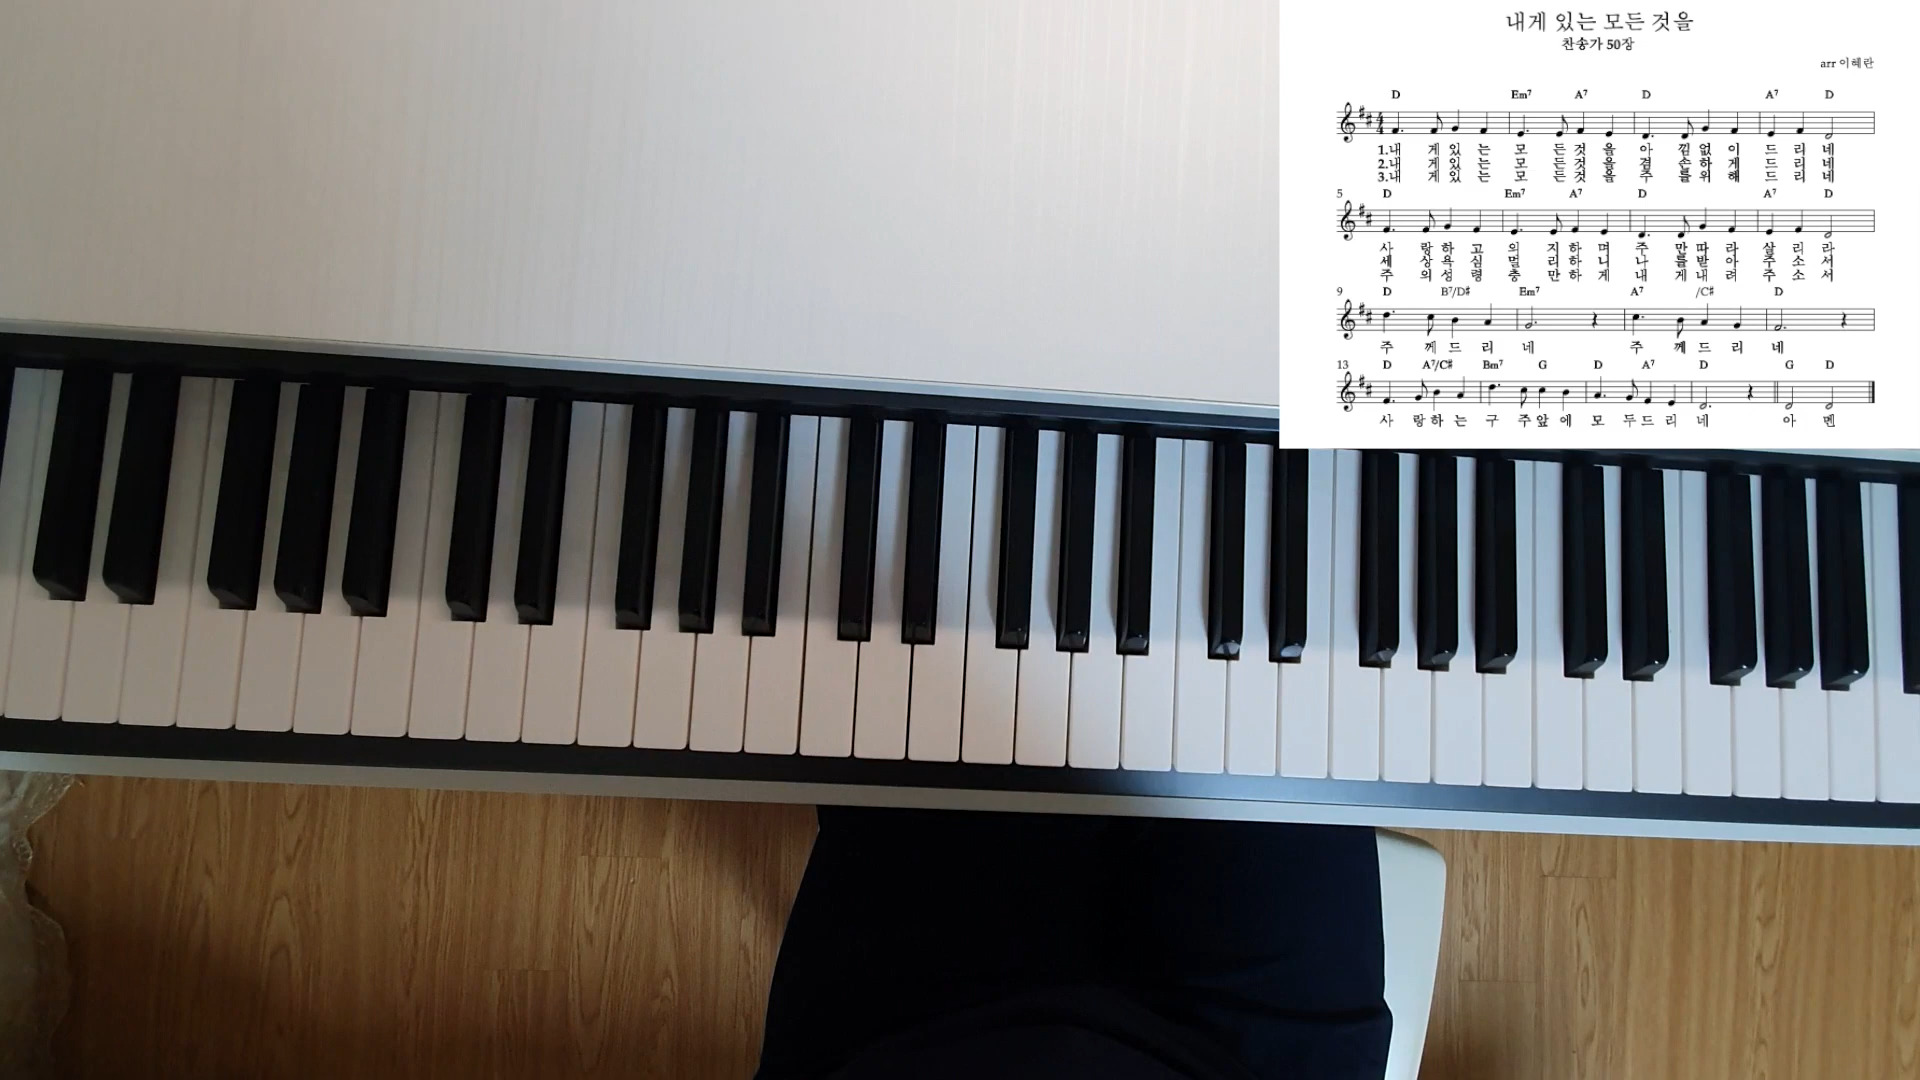 내게 있는 모든 것을
찬송가 50장
arr 이혜란
D Em7 A7 D A7 D
4 4
1.내 게 있 는 모 든 것 을 아 낌 없 이 드 리 네
2.내 게 있 는 모 든 것 을 겸 손 하 게 드 리 네
3.내 게 있 는 모 든 것 을 주 를 위 해 드 리 네
5 D Em7 A7 D A7 D
사 랑 하 고 의 지 하 며 주 만 따 라 살 리 라
세 상 욕 심 멀 리 하 니 나 를 받 아 주 소 서
주 의 성 령 충 만 하 게 내 게 내 려 주 소 서
9 D B7/D# Em7 A7 /C# D
주 께 드 리 네 주 께 드 리 네
13 D A7/C# Bm7 G D A7 D G D
사 랑 하 는 구 주 앞 에 모 두 드 리 네 아 멘